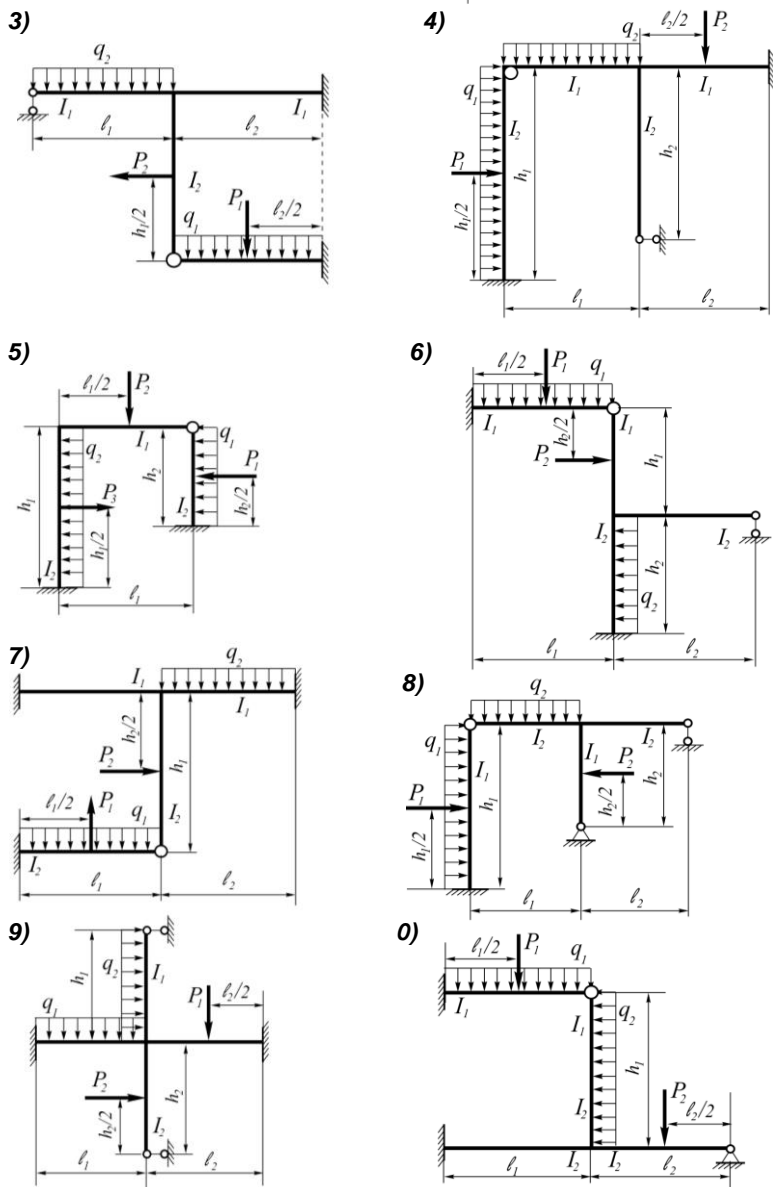 3)
q₂
I₁
I₁
ℓ₁
ℓ₂
P₂
I₂
h₁/2
P₁
ℓ₂/2
q₁
4)
q₂
ℓ₂/2
P₂
q₁
I₁
I₁
I₂
I₂
P₁
h₁
h₂
h₁/2
ℓ₁
ℓ₂
5)
ℓ₁/2
P₂
I₁
q₁
q₂
h₂
P₁
h₁
P₃
I₂
h₂/2
h₁/2
I₂
ℓ₁
6)
ℓ₁/2
P₁
q₁
I₁
I₁
h₂/2
P₂
h₁
I₂
I₂
h₂
q₂
ℓ₁
ℓ₂
7)
q₂
I₁
I₁
h₂/2
P₂
h₁
ℓ₁/2
P₁
q₁
I₂
I₂
ℓ₁
ℓ₂
8)
q₂
q₁
I₂
I₂
I₁
I₁
P₂
h₂
P₁
h₁
h₂/2
h₁/2
ℓ₁
ℓ₂
9)
h₁
q₂
I₁
q₁
P₁
ℓ₂/2
P₂
h₂
h₂/2
I₂
ℓ₁
ℓ₂
0)
ℓ₁/2
P₁
q₁
I₁
I₁
q₂
h₁
I₂
P₂
ℓ₂/2
ℓ₁
I₂
I₂
ℓ₂